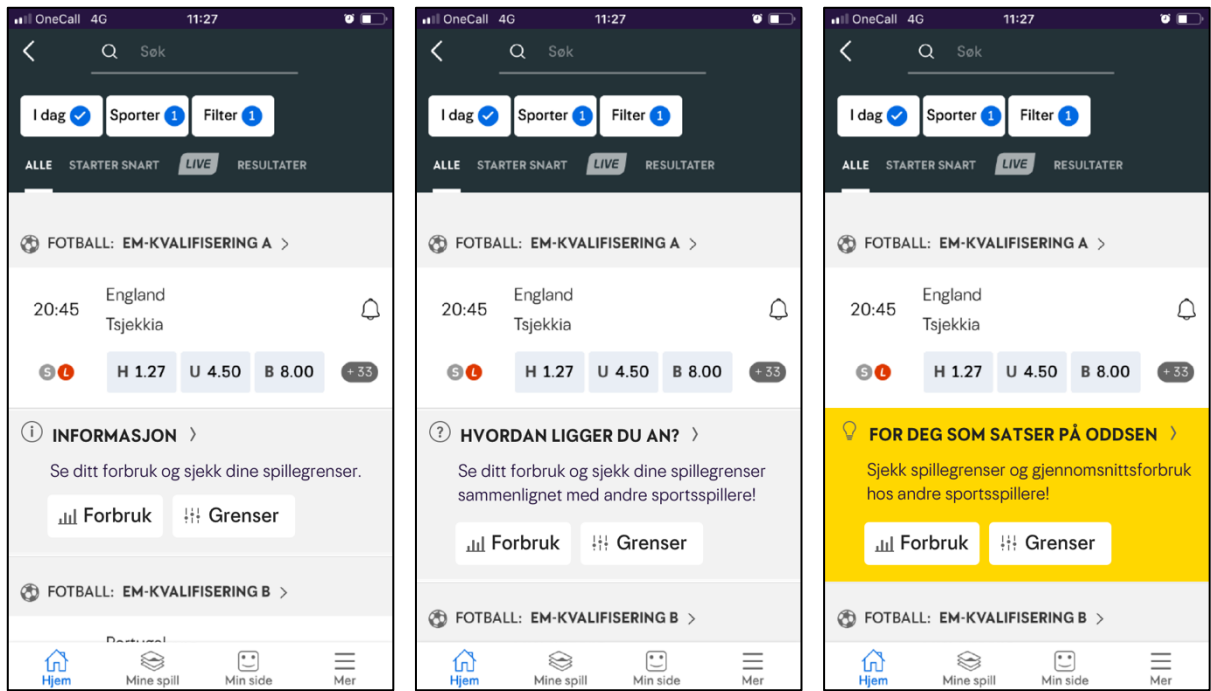 OneCall 4G 11:27
Søk
I dag Sporter 1 Filter 1
ALLE STARTER SNART LIVE RESULTATER
FOTBALL: EM-KVALIFISERING A >
20:45 England
Tsjekkia
S L H 1.27 U 4.50 B 8.00 +33
i INFORMASJON >
Se ditt forbruk og sjekk dine spillegrenser.
Forbruk Grenser
FOTBALL: EM-KVALIFISERING B >
Portugal
Hjem Mine spill Min side Mer
OneCall 4G 11:27
Søk
I dag Sporter 1 Filter 1
ALLE STARTER SNART LIVE RESULTATER
FOTBALL: EM-KVALIFISERING A >
20:45 England
Tsjekkia
S L H 1.27 U 4.50 B 8.00 +33
? HVORDAN LIGGER DU AN? >
Se ditt forbruk og sjekk dine spillegrenser
sammenlignet med andre sportsspillere!
Forbruk Grenser
FOTBALL: EM-KVALIFISERING B >
Hjem Mine spill Min side Mer
OneCall 4G 11:27
Søk
I dag Sporter 1 Filter 1
ALLE STARTER SNART LIVE RESULTATER
FOTBALL: EM-KVALIFISERING A >
20:45 England
Tsjekkia
S L H 1.27 U 4.50 B 8.00 +33
FOR DEG SOM SATSER PÅ ODDSEN >
Sjekk spillegrenser og gjennomsnittsforbruk
hos andre sportsspillere!
Forbruk Grenser
FOTBALL: EM-KVALIFISERING B >
Hjem Mine spill Min side Mer